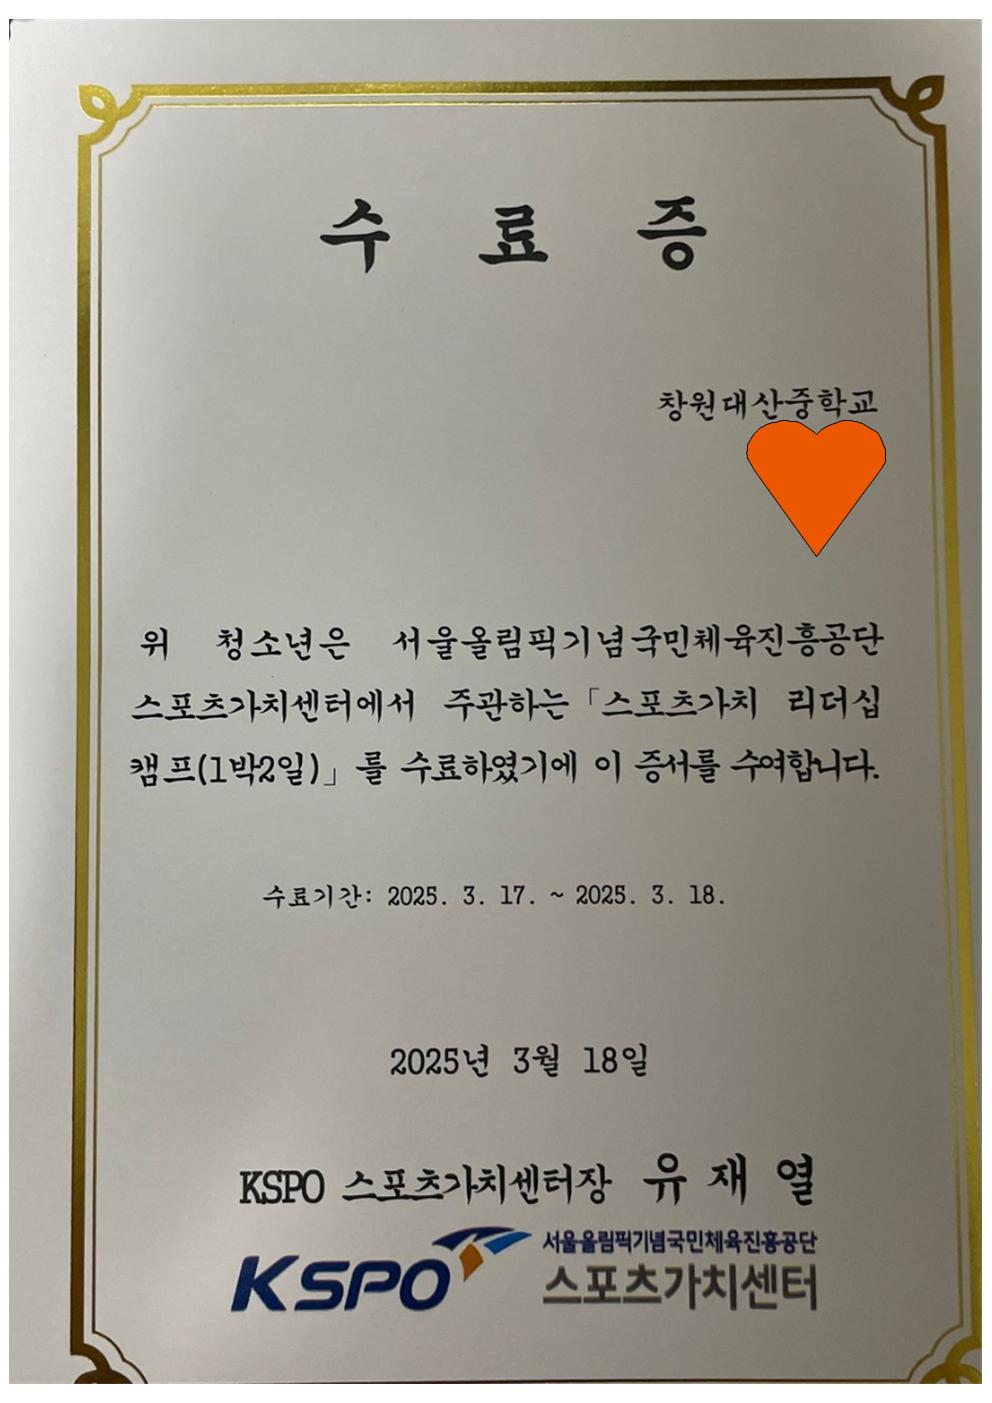 수 료 증
창원대산중학교
위 청소년은 서울올림픽기념국민체육진흥공단
스포츠가치센터에서 주관하는「스포츠가치 리더십
캠프(1박2일)」를 수료하였기에 이 증서를 수여합니다.
수료기간: 2025. 3. 17. ~ 2025. 3. 18.
2025년 3월 18일
KSPO 스포츠가치센터장 유 재 열
KSPO 서울올림픽기념국민체육진흥공단
스포츠가치센터